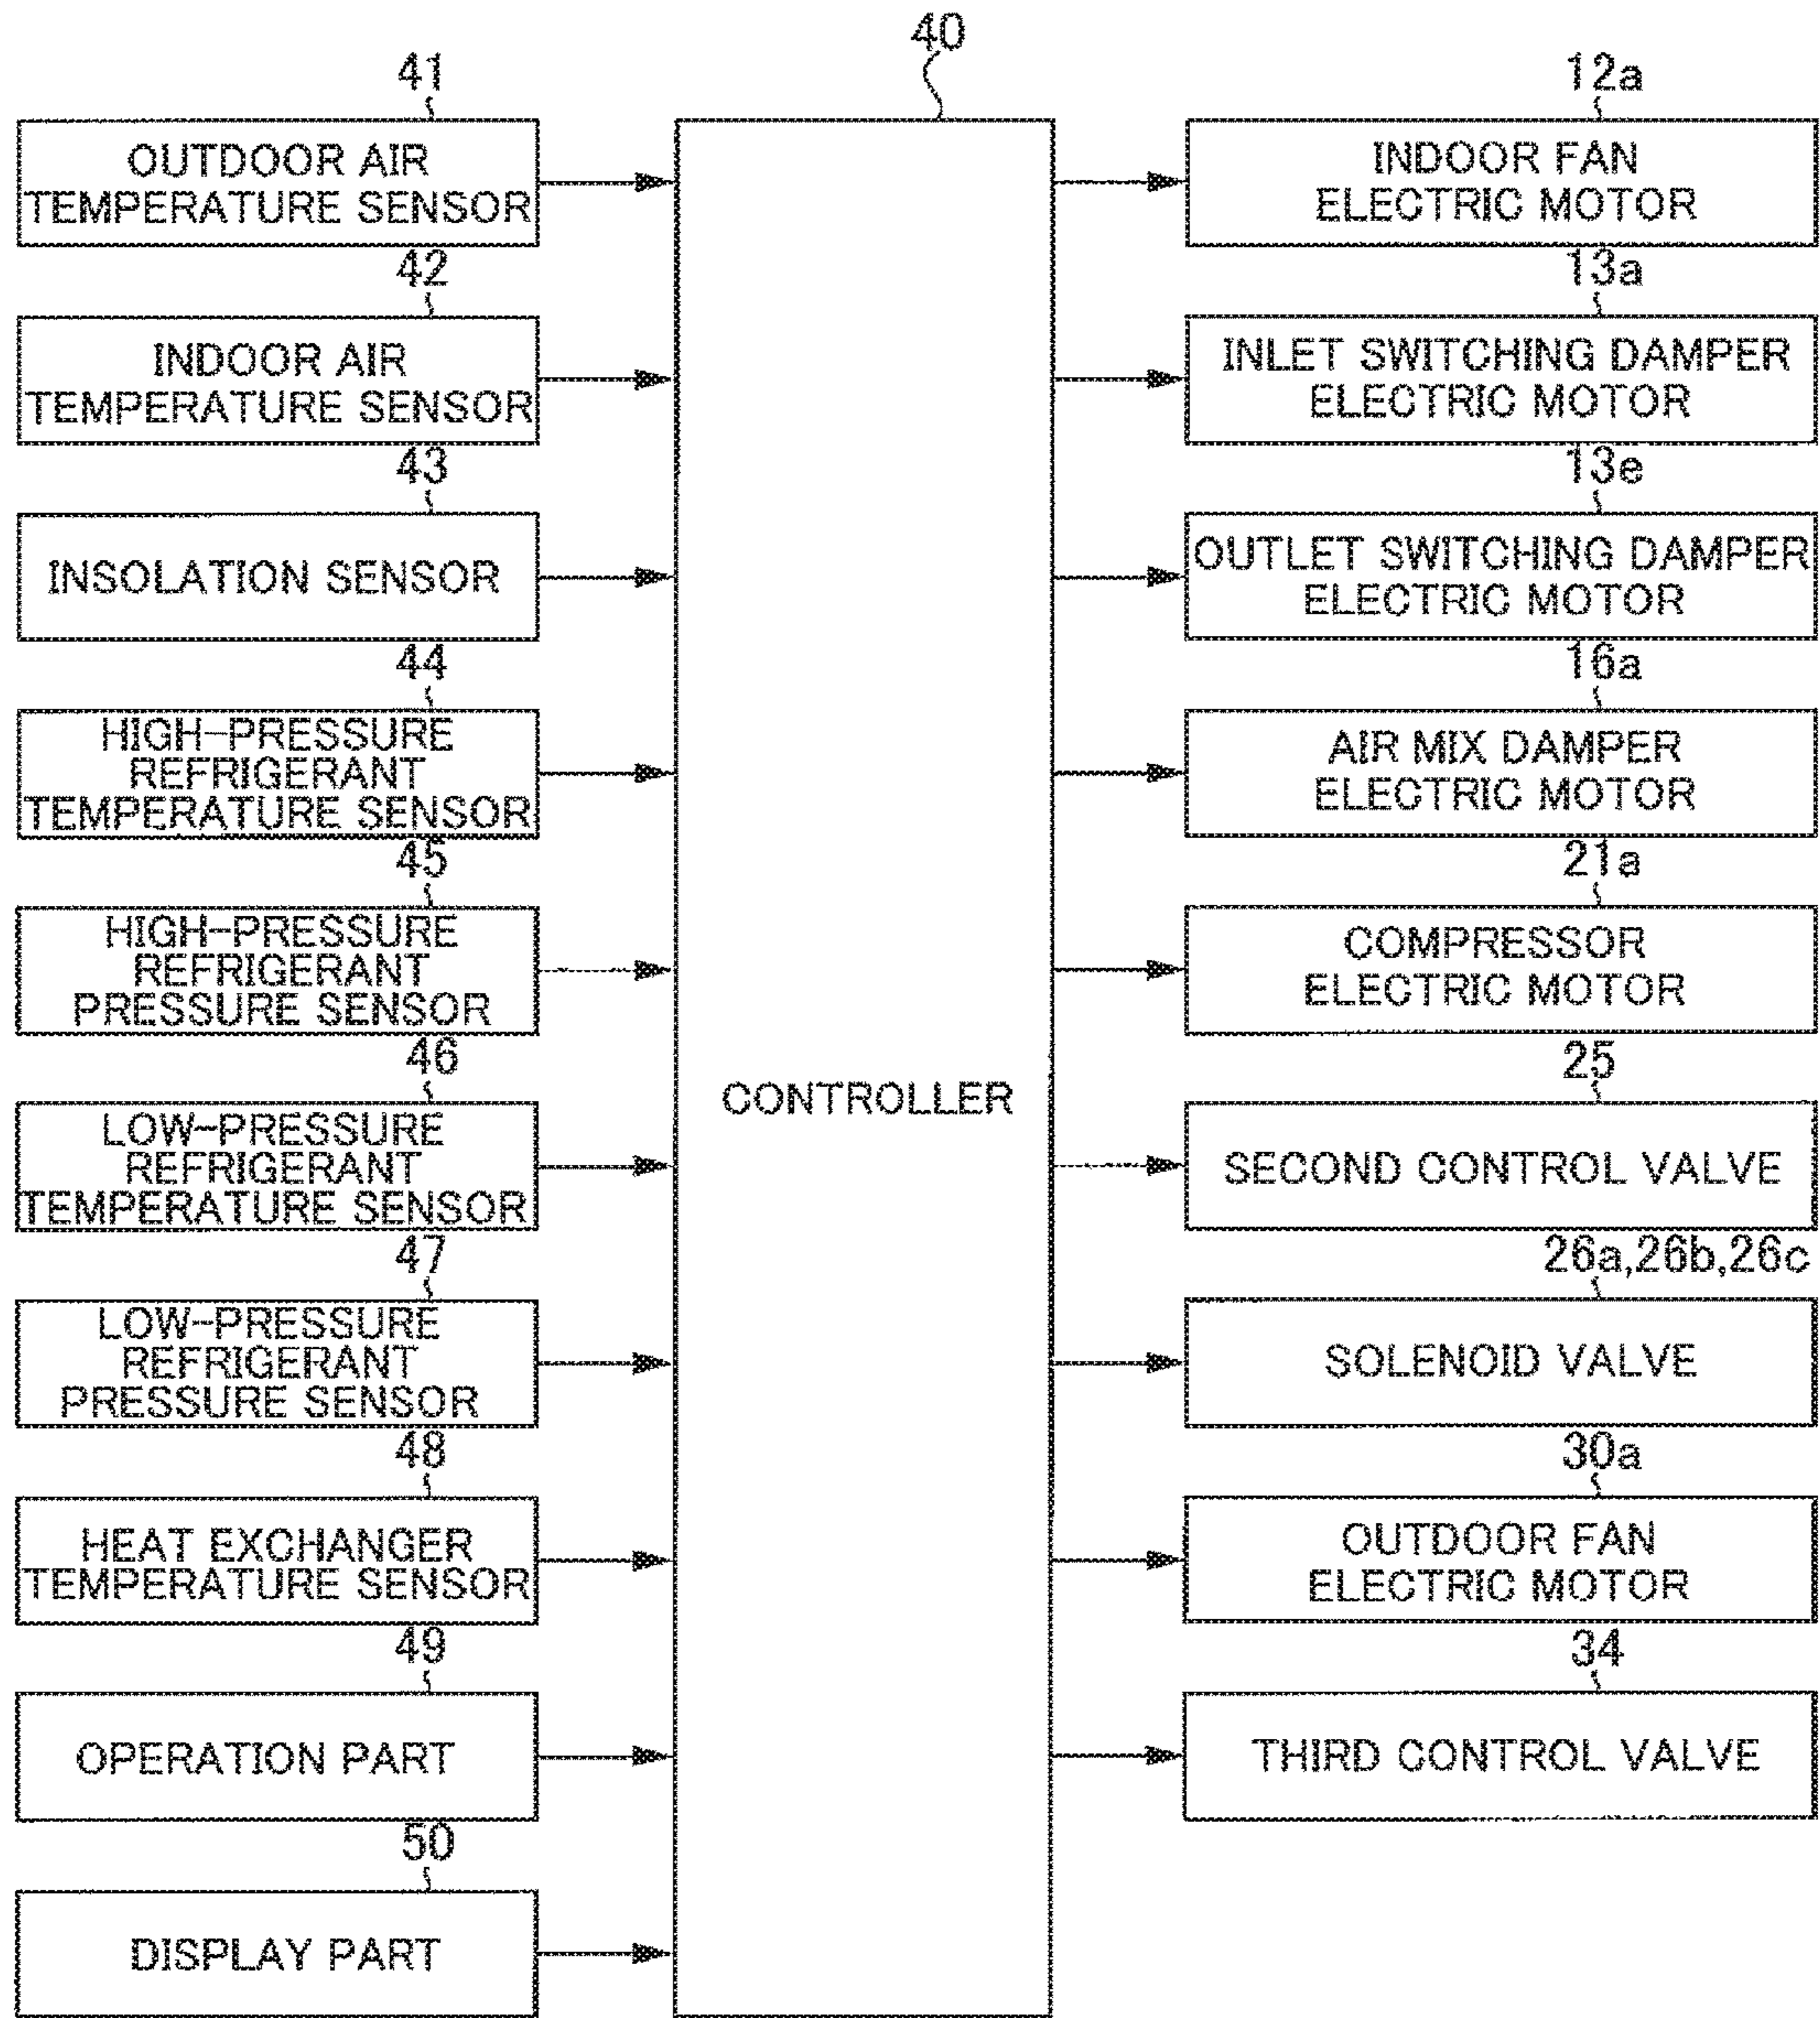 40
41
OUTDOOR AIR
TEMPERATURE SENSOR
42
INDOOR AIR
TEMPERATURE SENSOR
43
INSOLATION SENSOR
44
HIGH-PRESSURE
REFRIGERANT
TEMPERATURE SENSOR
45
HIGH-PRESSURE
REFRIGERANT
PRESSURE SENSOR
46
LOW-PRESSURE
REFRIGERANT
TEMPERATURE SENSOR
47
LOW-PRESSURE
REFRIGERANT
PRESSURE SENSOR
48
HEAT EXCHANGER
TEMPERATURE SENSOR
49
OPERATION PART
50
DISPLAY PART
CONTROLLER
12a
INDOOR FAN
ELECTRIC MOTOR
13a
INLET SWITCHING DAMPER
ELECTRIC MOTOR
13e
OUTLET SWITCHING DAMPER
ELECTRIC MOTOR
16a
AIR MIX DAMPER
ELECTRIC MOTOR
21a
COMPRESSOR
ELECTRIC MOTOR
25
SECOND CONTROL VALVE
26a,26b,26c
SOLENOID VALVE
30a
OUTDOOR FAN
ELECTRIC MOTOR
34
THIRD CONTROL VALVE